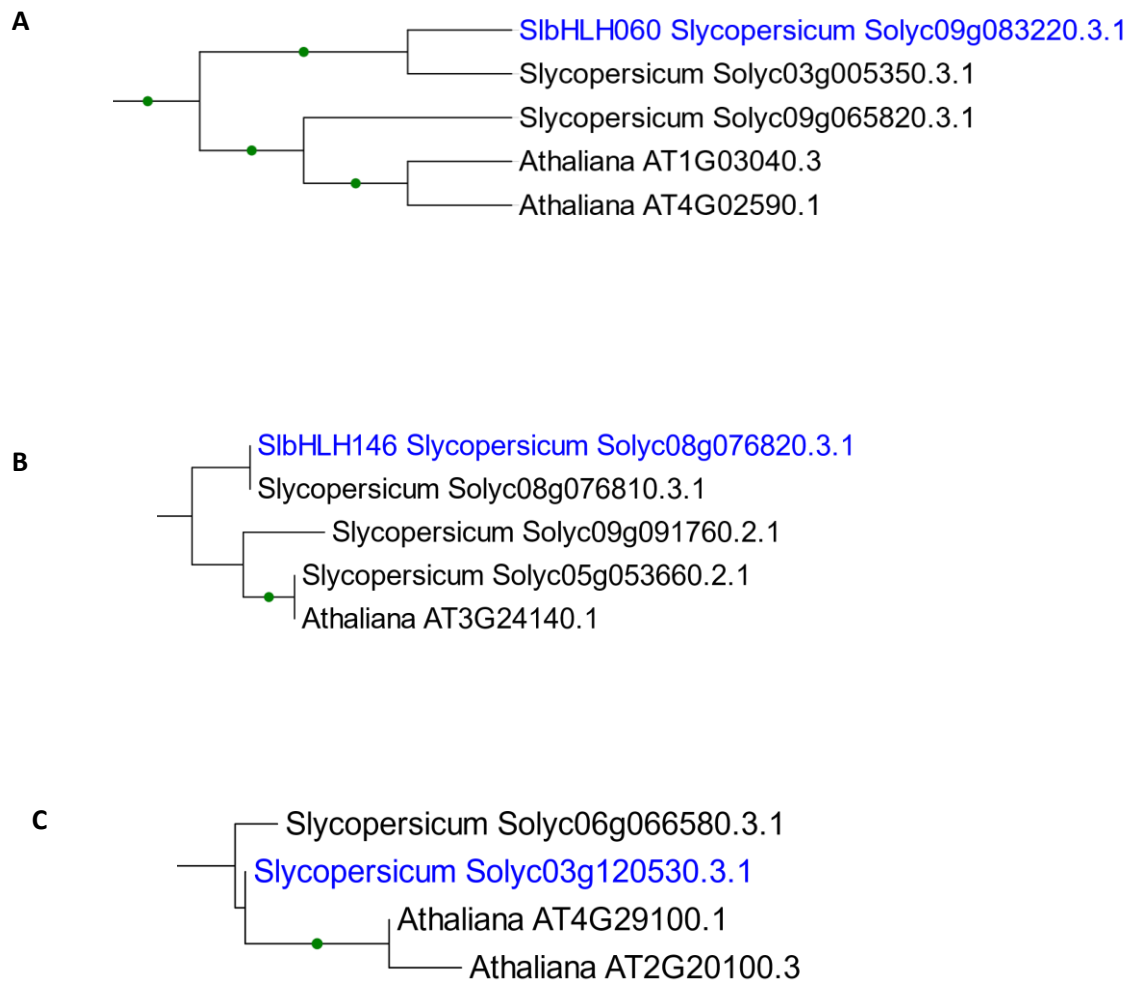 A
SlbHLH060 Slycopersicum Solyc09g083220.3.1
Slycopersicum Solyc03g005350.3.1
Slycopersicum Solyc09g065820.3.1
Athaliana AT1G03040.3
Athaliana AT4G02590.1
B
SlbHLH146 Slycopersicum Solyc08g076820.3.1
Slycopersicum Solyc08g076810.3.1
Slycopersicum Solyc09g091760.2.1
Slycopersicum Solyc05g053660.2.1
Athaliana AT3G24140.1
C
Slycopersicum Solyc06g066580.3.1
Slycopersicum Solyc03g120530.3.1
Athaliana AT4G29100.1
Athaliana AT2G20100.3